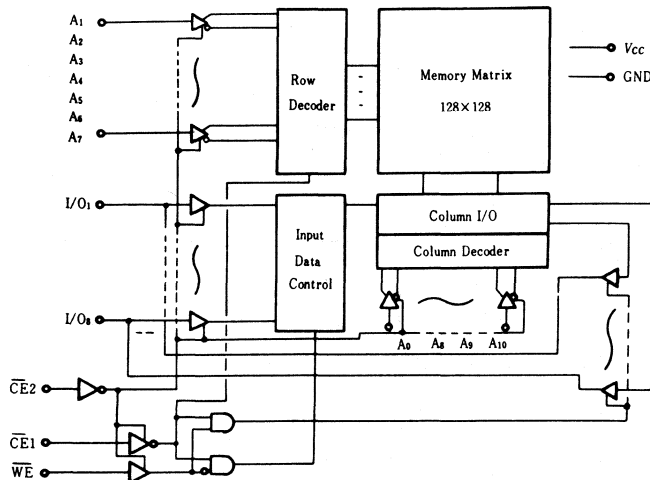 A1
A2
A3
A4
A5
A6
A7
Row
Decoder
Memory Matrix
128×128
Vcc
GND
I/O1
Input
Data
Control
Column I/O
Column Decoder
I/O8
A0 A8 A9 A10
CE2
CE1
WE